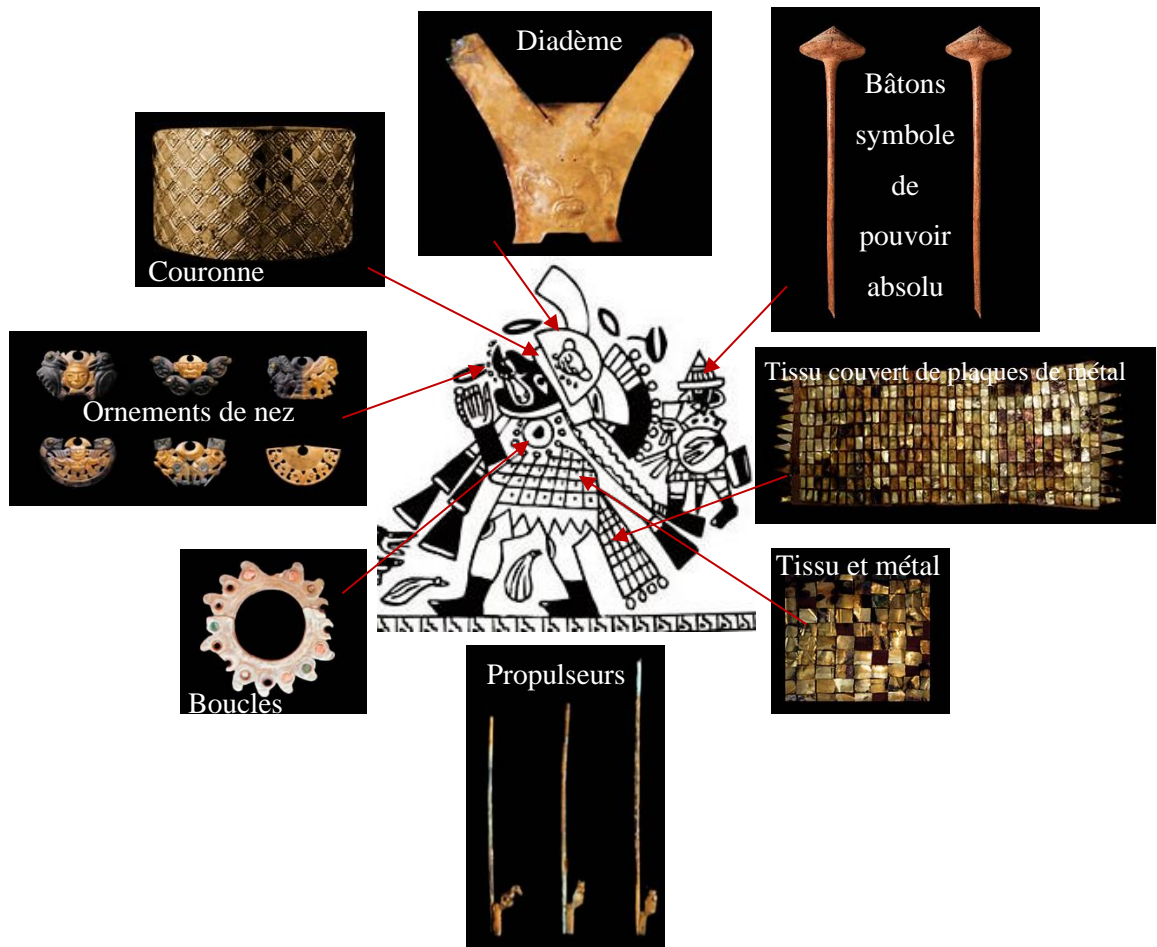 Diadème
Bâtons
symbole
de
pouvoir
absolu
Couronne
Ornements de nez
Tissu couvert de plaques de métal
Tissu et métal
Boucles
Propulseurs